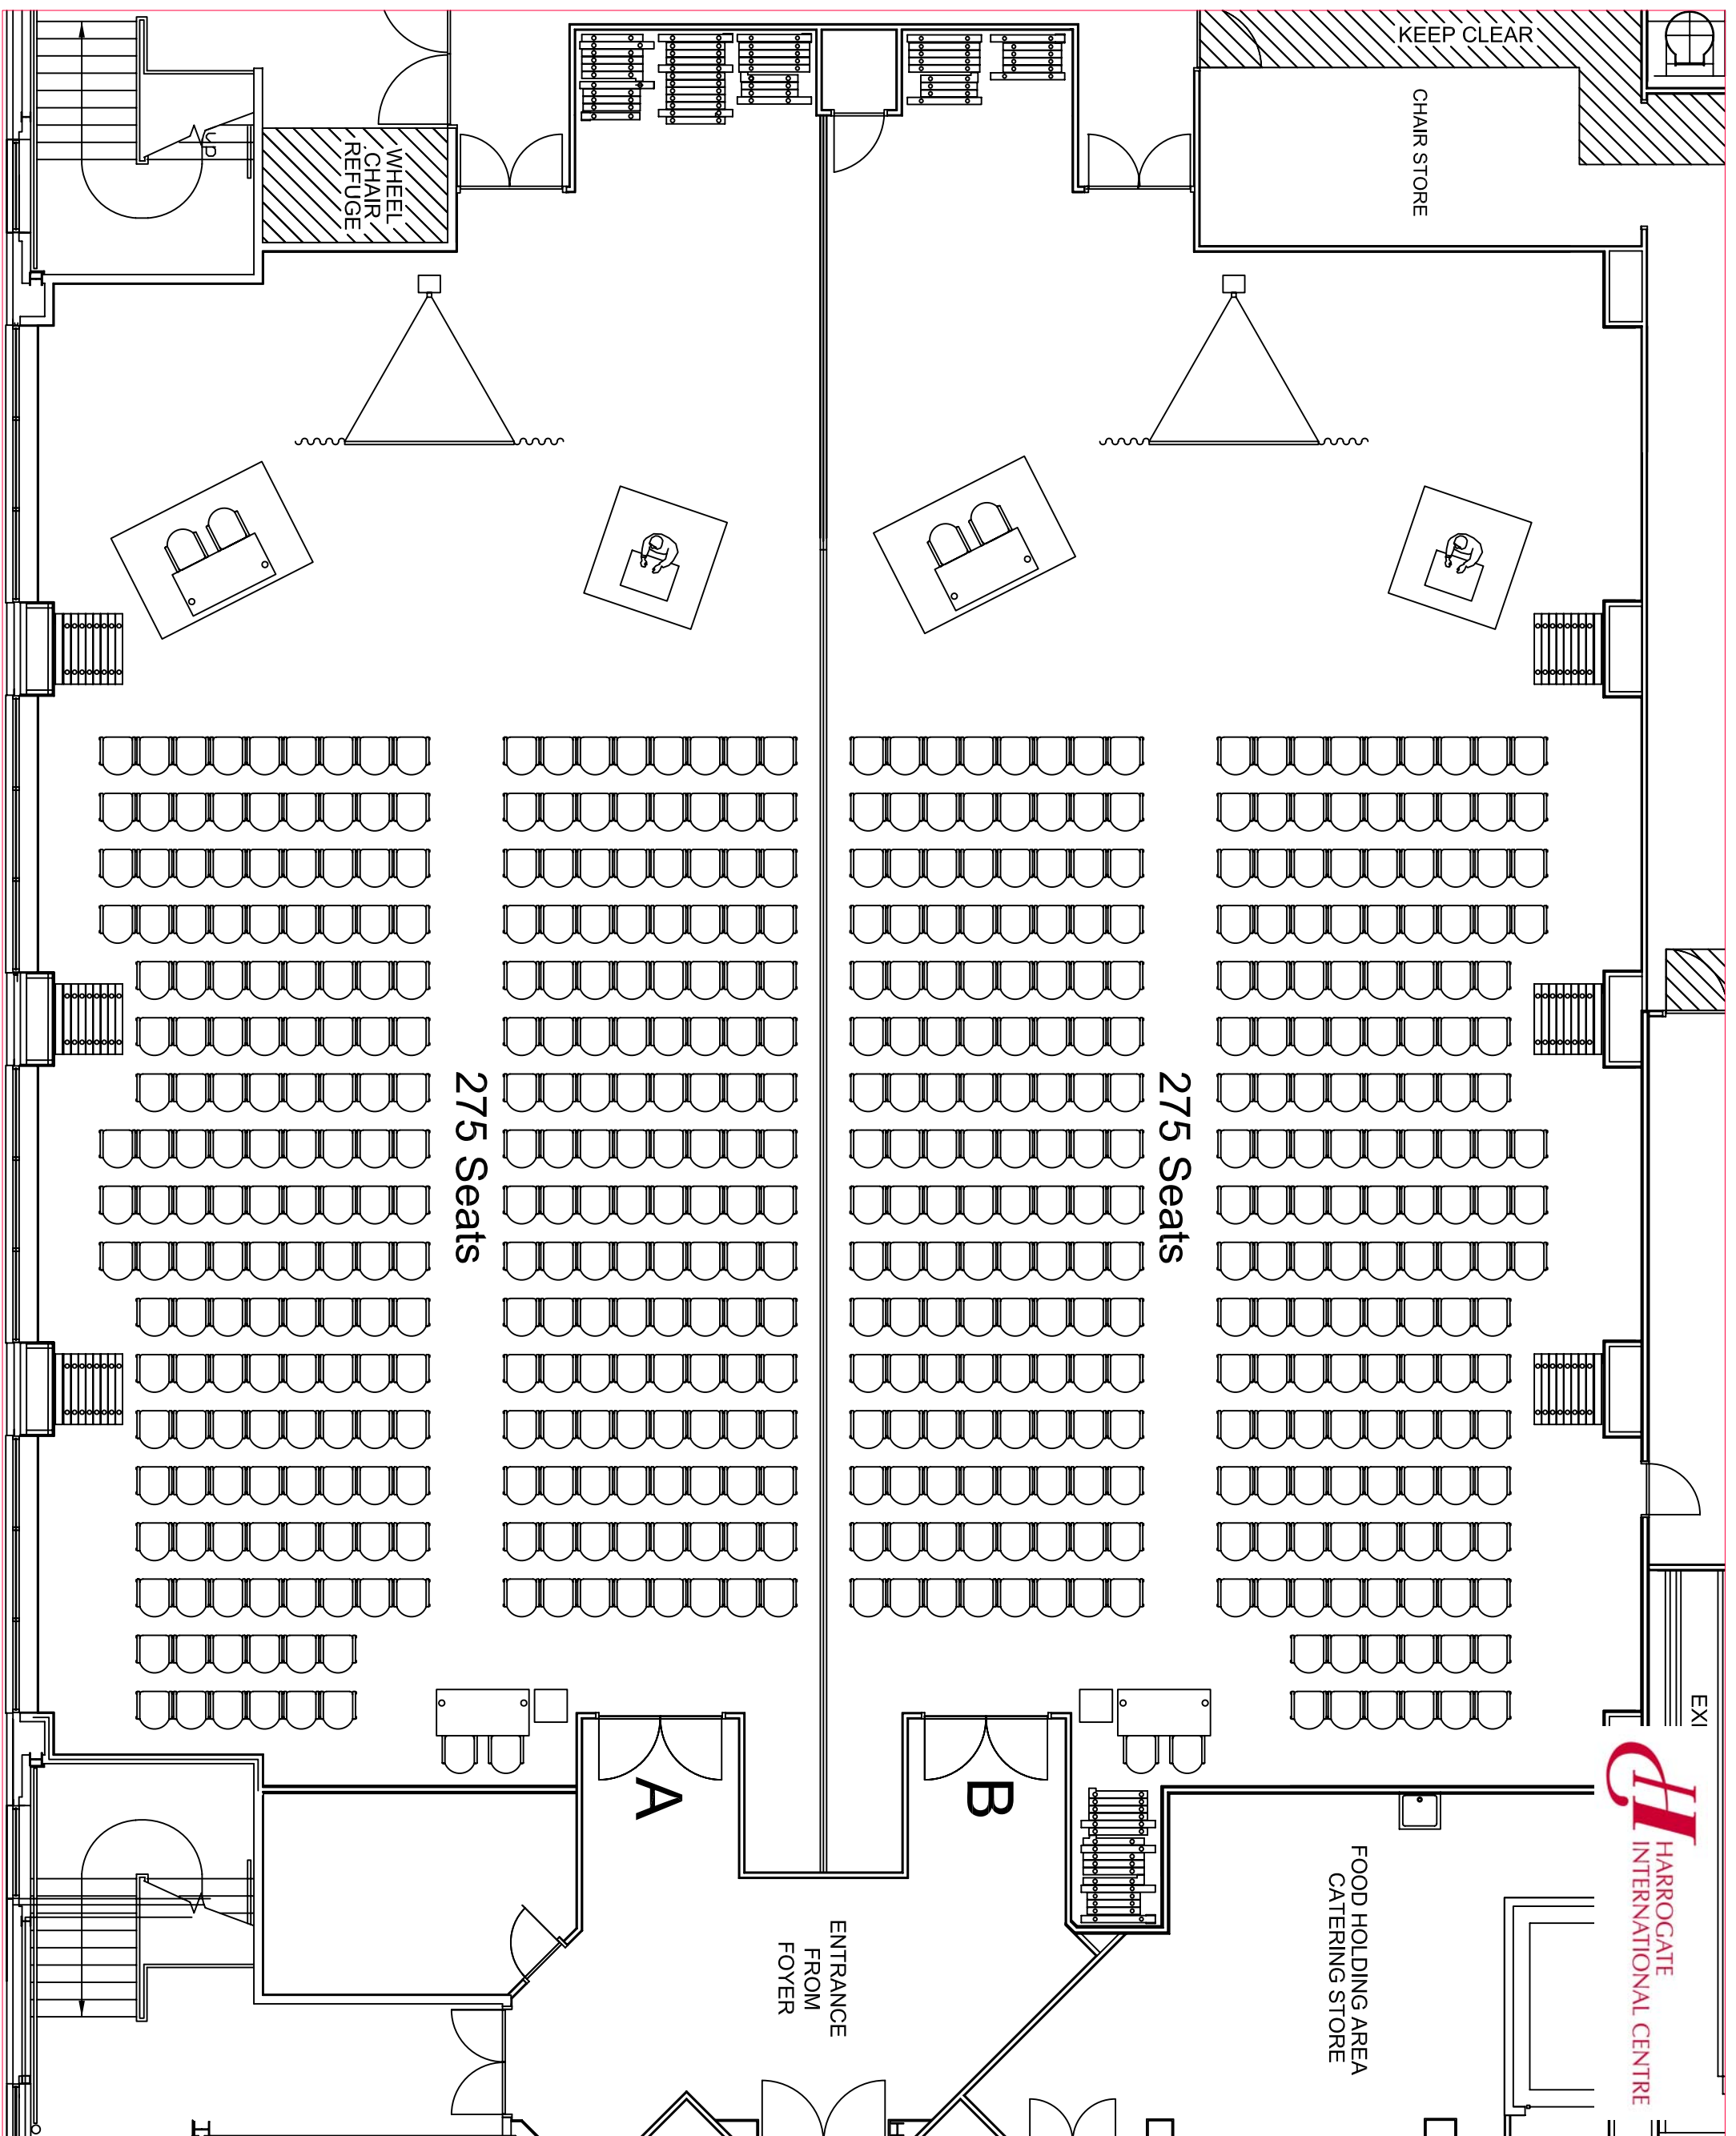 KEEP CLEAR
CHAIR STORE
UP
WHEEL
CHAIR
REFUGE
275 Seats
275 Seats
A
B
EXI
HARROGATE
INTERNATIONAL CENTRE
FOOD HOLDING AREA
CATERING STORE
ENTRANCE
FROM
FOYER